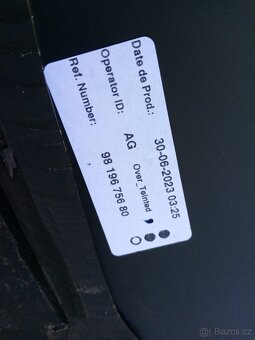 Date de Prod.: 30-06-2023 03:25
Operator ID: AG Over_Teinted
Ref. Number: 98 196 756 80
Bazos.cz